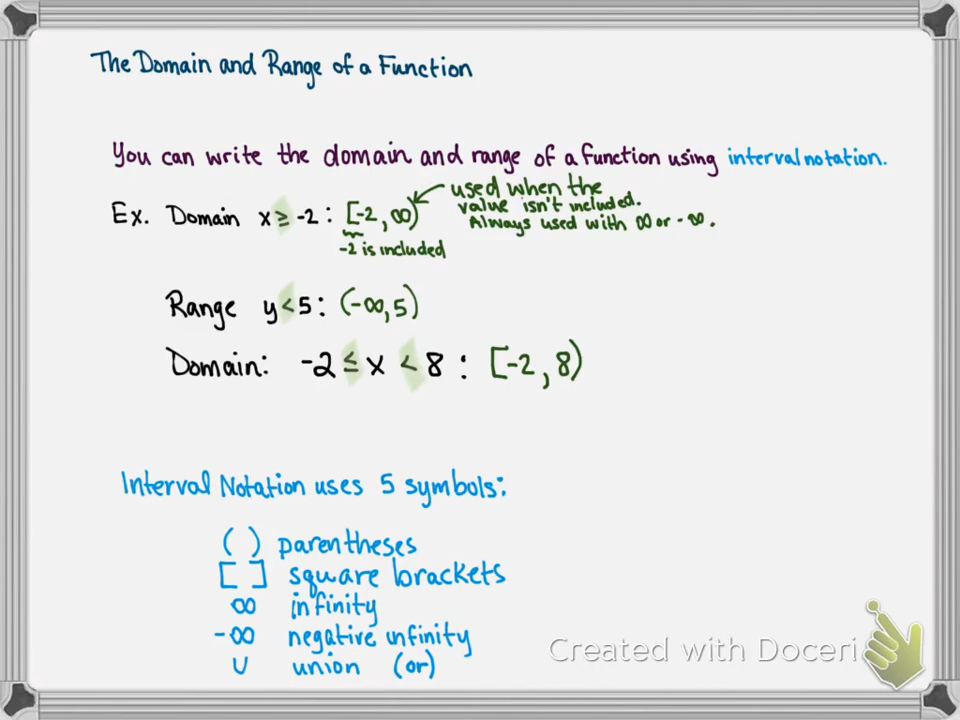 The Domain and Range of a Function
You can write the domain and range of a function using interval notation.
Ex. Domain x ≥ -2 : [-2, ∞) used when the
value isn't included.
Always used with ∞ or -∞.
-2 is included
Range y < 5 : (-∞, 5)
Domain: -2 ≤ x < 8 : [-2, 8)
Interval Notation uses 5 symbols:
( ) parentheses
[ ] square brackets
∞ infinity
-∞ negative infinity
∪ union (or)
Created with Doceri